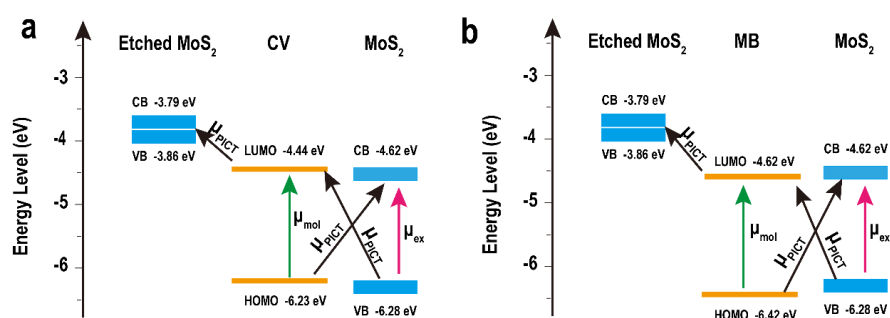 a
Etched MoS₂
CV
MoS₂
Energy Level (eV)
-3
-4
-5
-6
CB -3.79 eV
VB -3.86 eV
μPICT
LUMO -4.44 eV
CB -4.62 eV
μmol
μPICT
μPICT
μex
HOMO -6.23 eV
VB -6.28 eV
b
Etched MoS₂
MB
MoS₂
Energy Level (eV)
-3
-4
-5
-6
CB -3.79 eV
VB -3.86 eV
μPICT
LUMO -4.62 eV
CB -4.62 eV
μmol
μPICT
μPICT
μex
HOMO -6.42 eV
VB -6.28 eV